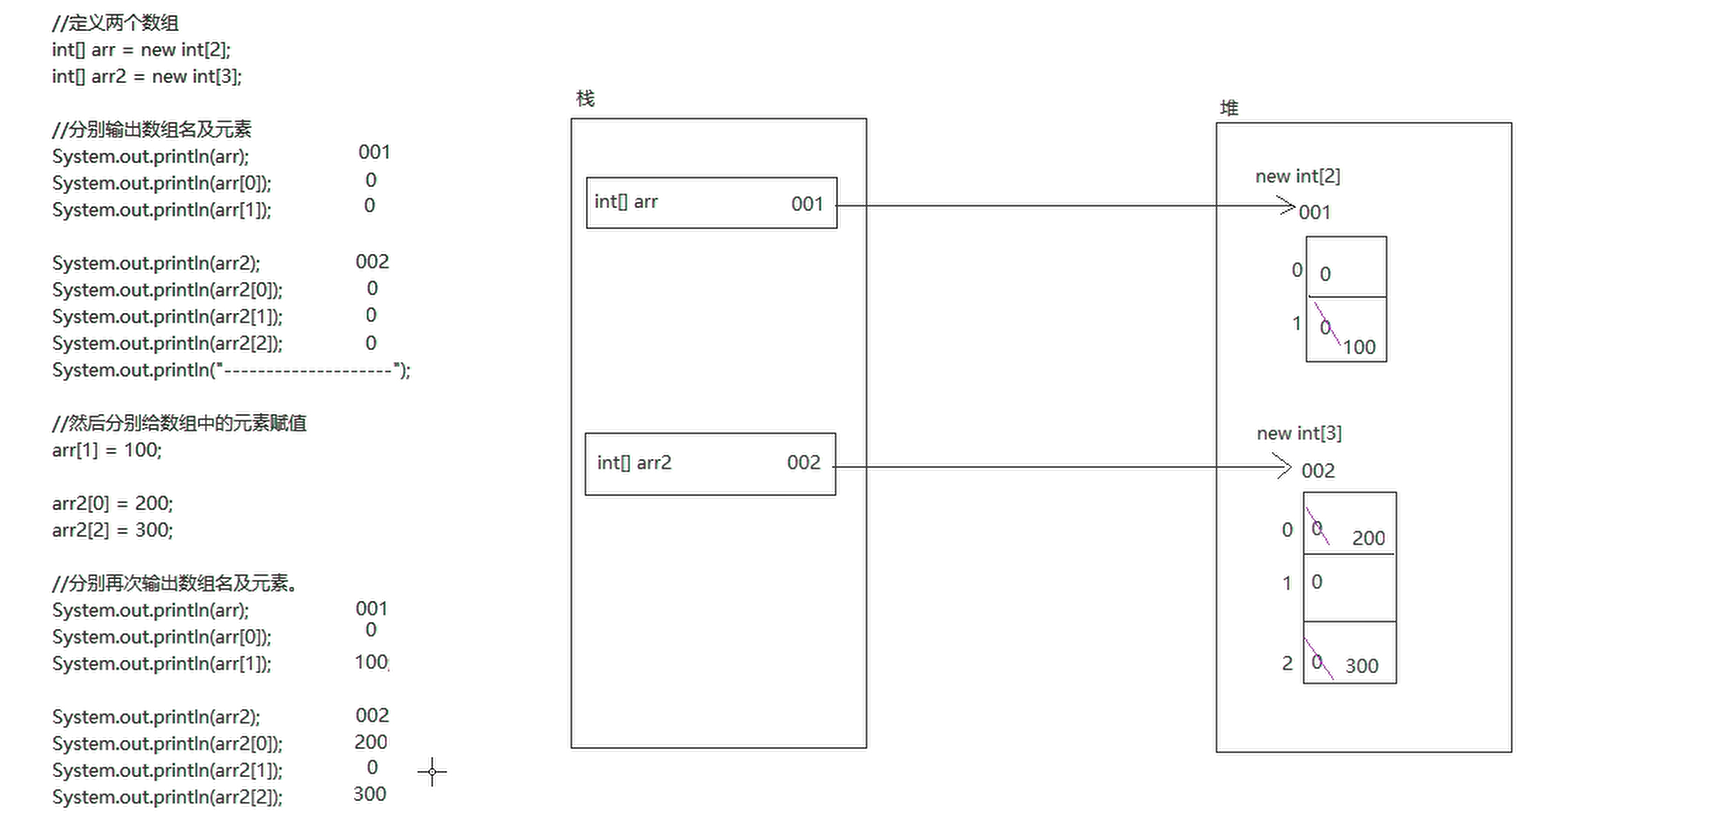 //定义两个数组
int[] arr = new int[2];
int[] arr2 = new int[3];
//分别输出数组名及元素
System.out.println(arr); 001
System.out.println(arr[0]); 0
System.out.println(arr[1]); 0
System.out.println(arr2); 002
System.out.println(arr2[0]); 0
System.out.println(arr2[1]); 0
System.out.println(arr2[2]); 0
System.out.println("--------------------");
//然后分别给数组中的元素赋值
arr[1] = 100;
arr2[0] = 200;
arr2[2] = 300;
//分别再次输出数组名及元素。
System.out.println(arr); 001
System.out.println(arr[0]); 0
System.out.println(arr[1]); 100;
System.out.println(arr2); 002
System.out.println(arr2[0]); 200
System.out.println(arr2[1]); 0
System.out.println(arr2[2]); 300
栈
int[] arr 001
int[] arr2 002
堆
new int[2]
001
0 0
1 0 100
new int[3]
002
0 0 200
1 0
2 0 300